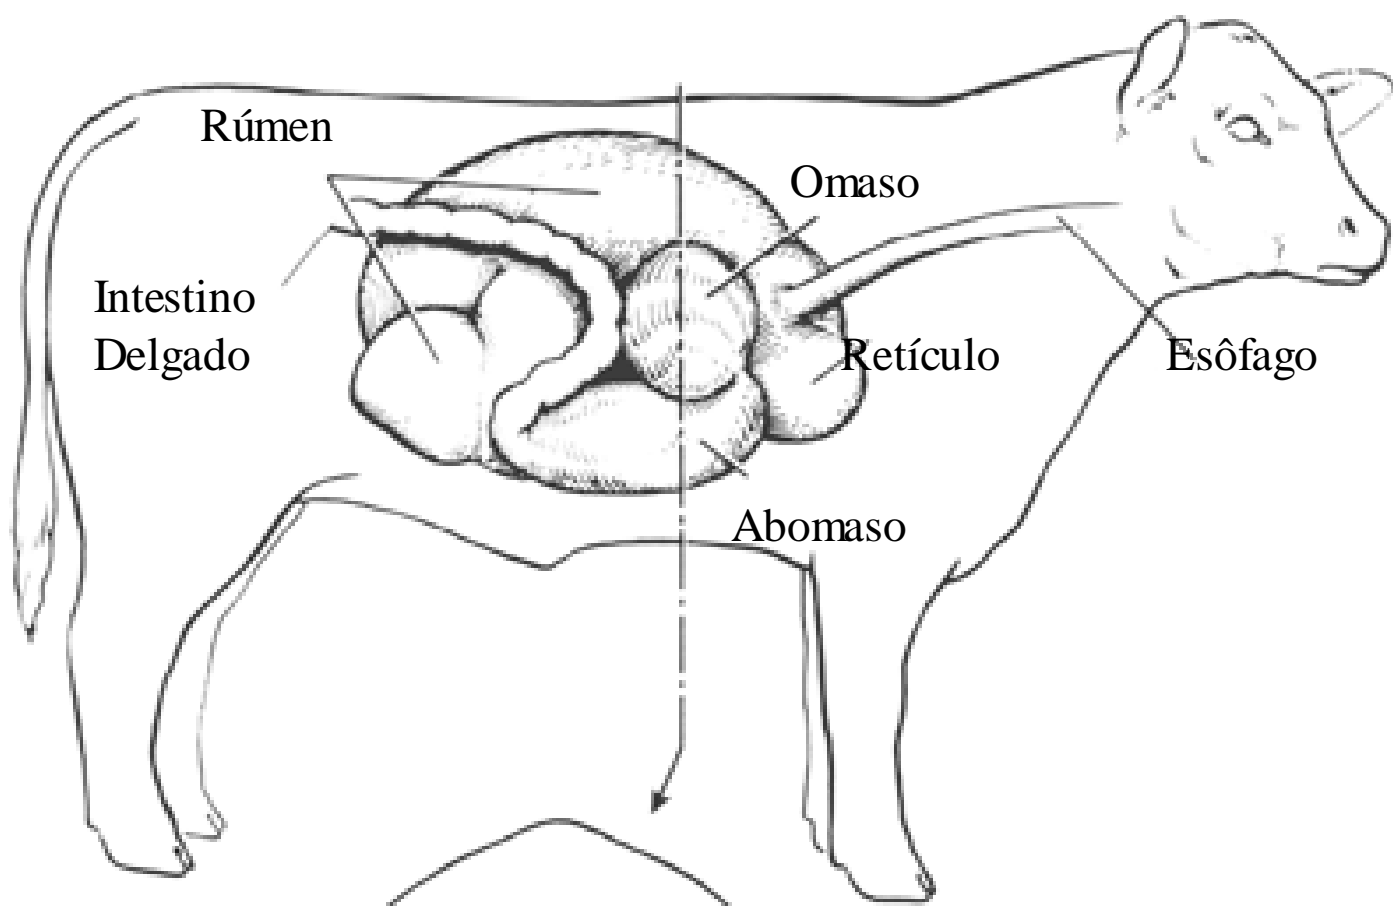 Rúmen
Omaso
Intestino
Delgado
Retículo
Esôfago
Abomaso